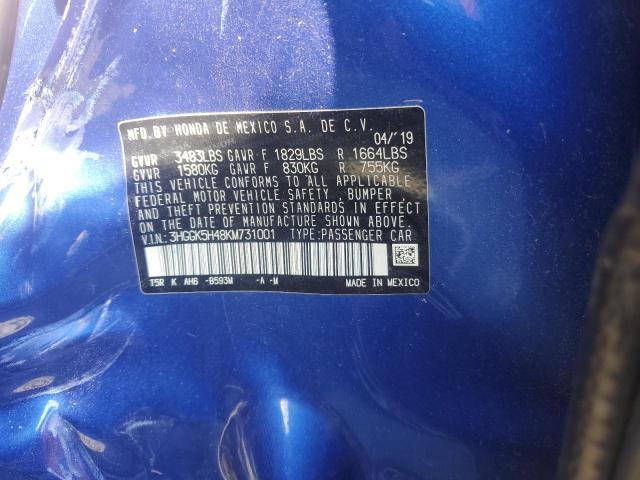 MFD.BY HONDA DE MEXICO S.A. DE C.V.
04/'19
GVWR 3483LBS GAWR F 1829LBS R 1664LBS
GVWR 1580KG GAWR F 830KG R 755KG
THIS VEHICLE CONFORMS TO ALL APPLICABLE
FEDERAL MOTOR VEHICLE SAFETY, BUMPER
AND THEFT PREVENTION STANDARDS IN EFFECT
ON THE DATE OF MANUFACTURE SHOWN ABOVE.
V.I.N: 3HGGK5H48KM731001 TYPE:PASSENGER CAR
T5R K AH6 -B593M -A -M MADE IN MEXICO